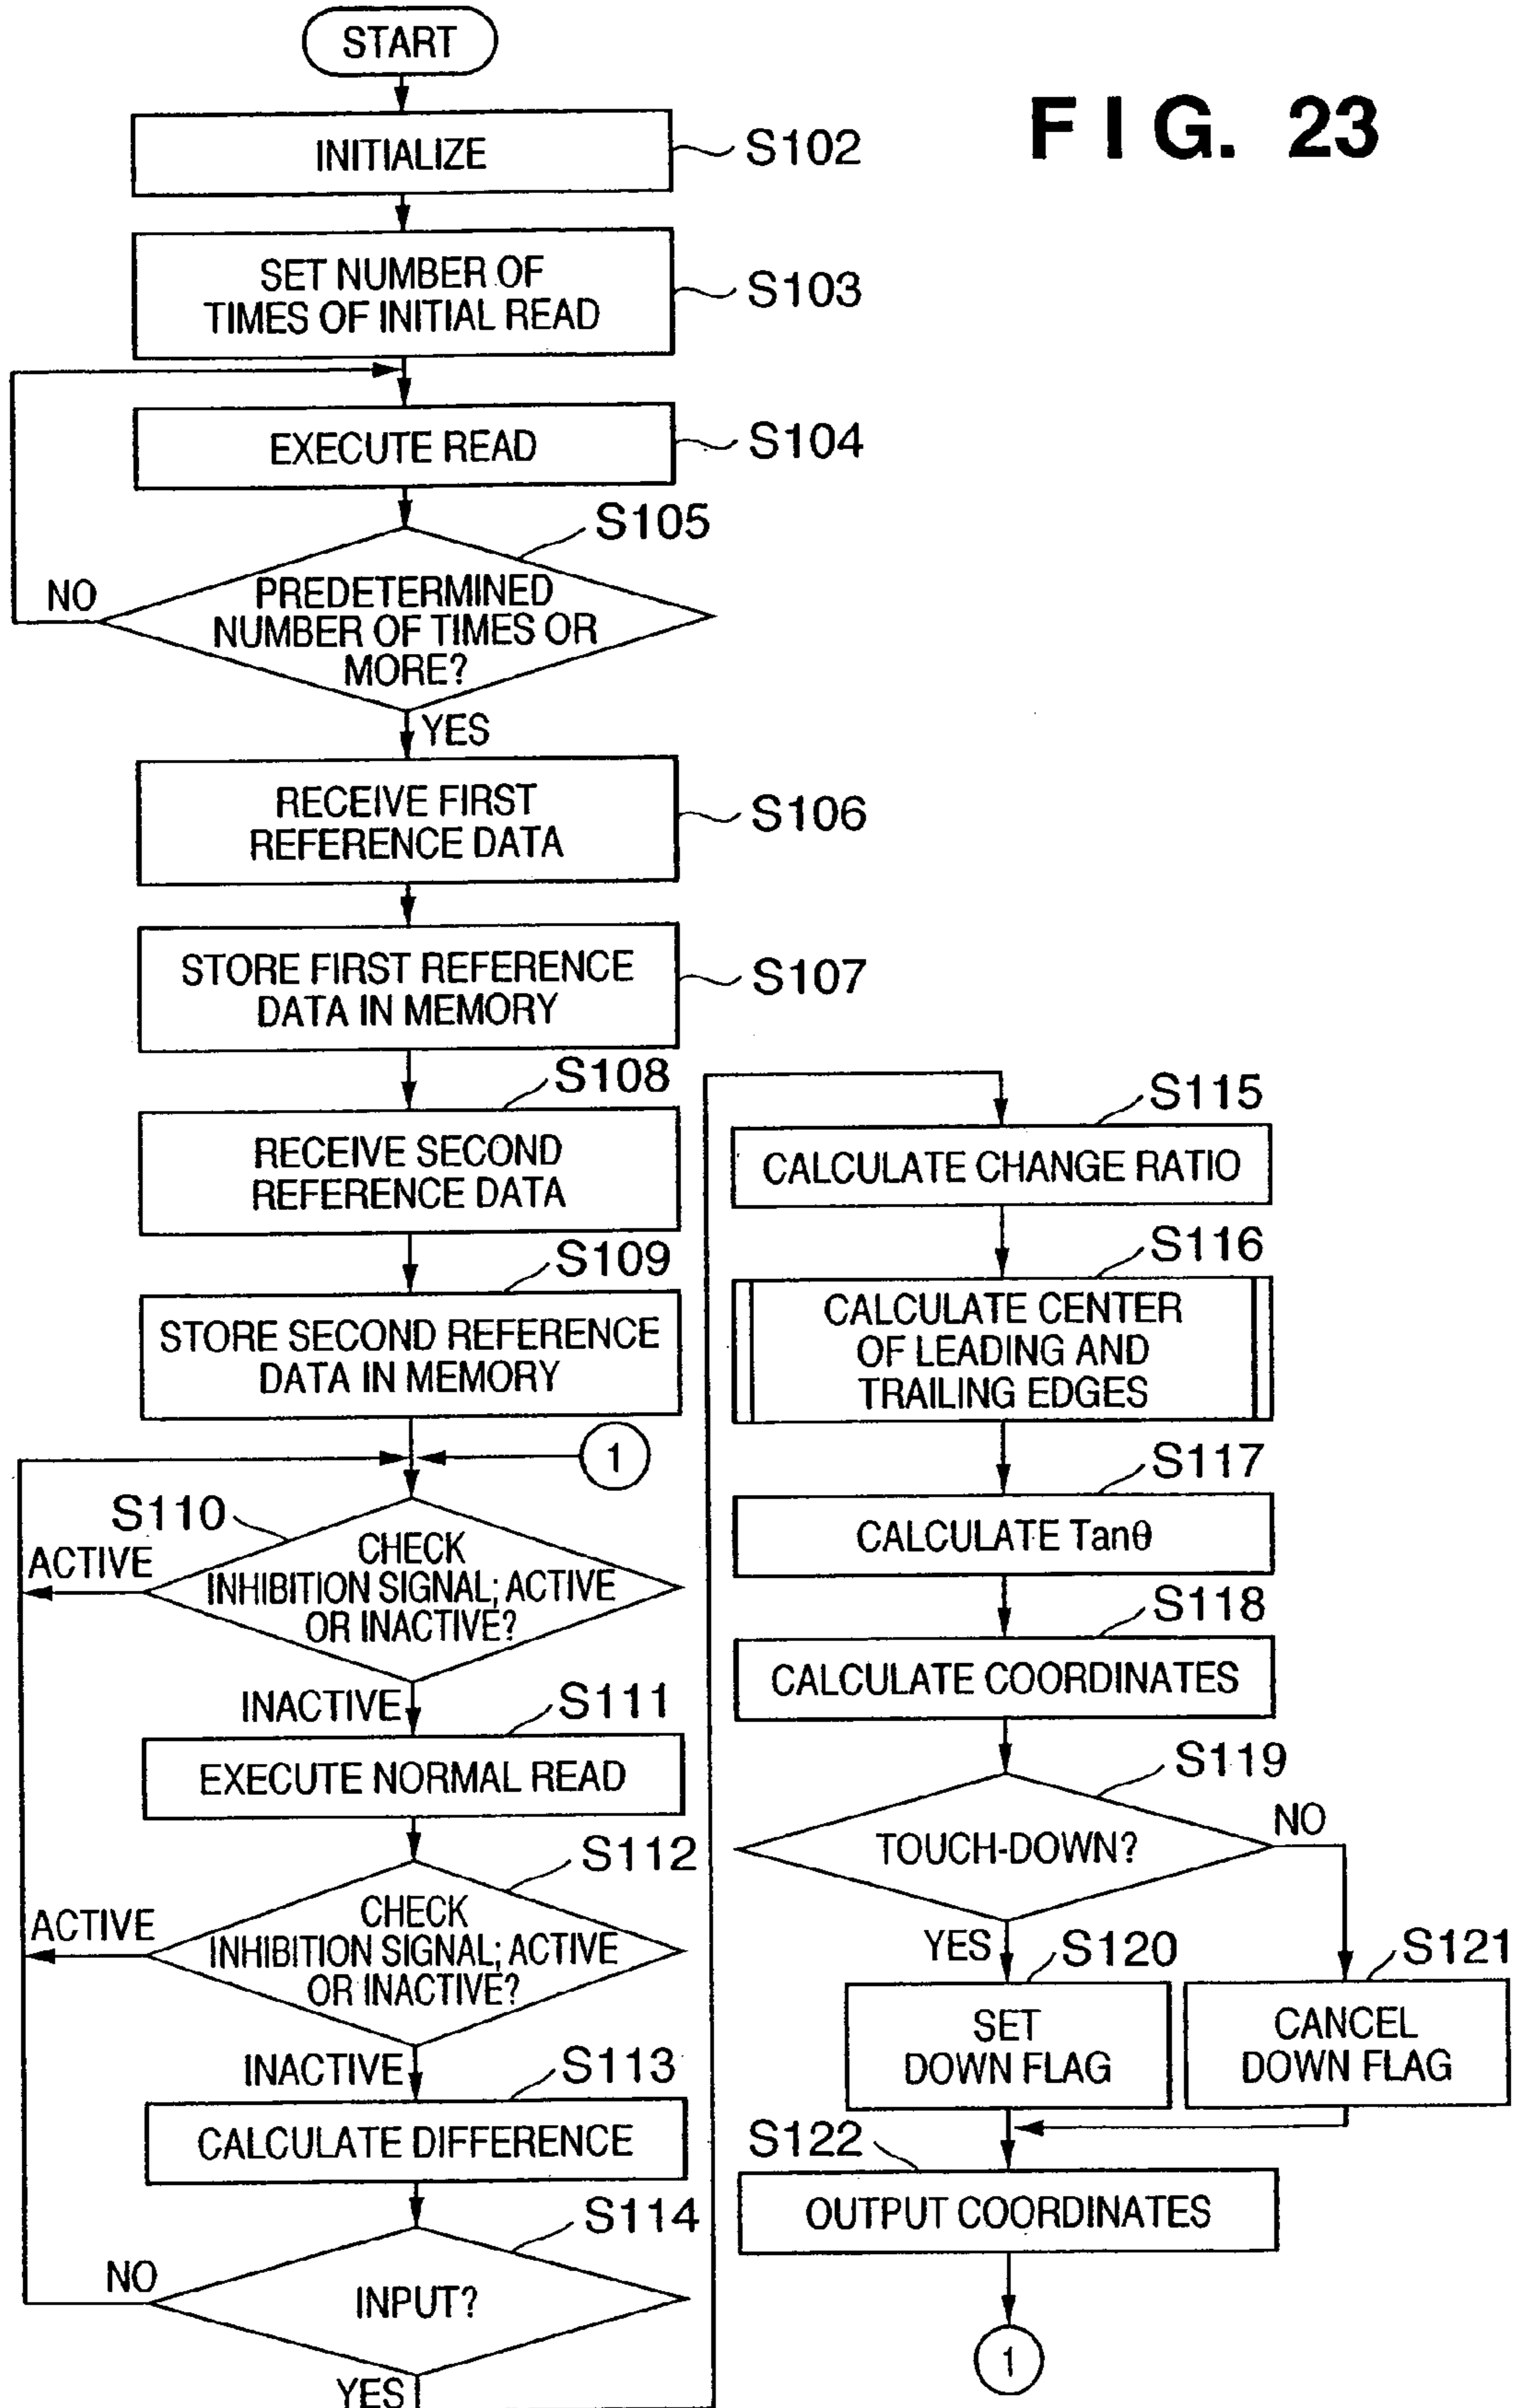 START
FIG. 23
INITIALIZE
S102
SET NUMBER OF
TIMES OF INITIAL READ
S103
EXECUTE READ
S104
S105
NO
PREDETERMINED
NUMBER OF TIMES OR
MORE?
YES
RECEIVE FIRST
REFERENCE DATA
S106
STORE FIRST REFERENCE
DATA IN MEMORY
S107
S108
RECEIVE SECOND
REFERENCE DATA
S109
STORE SECOND REFERENCE
DATA IN MEMORY
1
S110
ACTIVE
CHECK
INHIBITION SIGNAL; ACTIVE
OR INACTIVE?
INACTIVE
S111
EXECUTE NORMAL READ
S112
ACTIVE
CHECK
INHIBITION SIGNAL; ACTIVE
OR INACTIVE?
INACTIVE
S113
CALCULATE DIFFERENCE
S114
NO
INPUT?
YES
S115
CALCULATE CHANGE RATIO
S116
CALCULATE CENTER
OF LEADING AND
TRAILING EDGES
S117
CALCULATE Tanθ
S118
CALCULATE COORDINATES
S119
TOUCH-DOWN?
NO
YES
S120
SET
DOWN FLAG
S121
CANCEL
DOWN FLAG
S122
OUTPUT COORDINATES
1